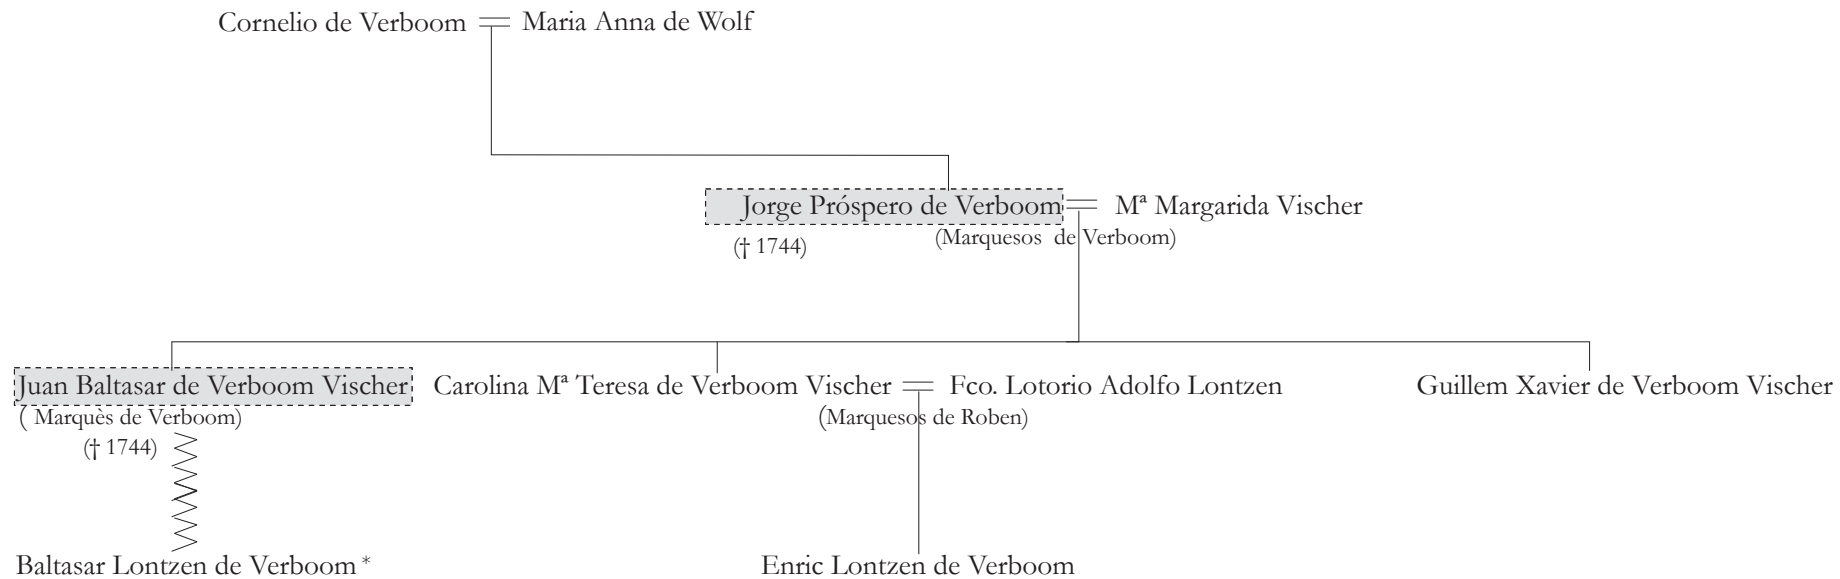 Cornelio de Verboom Maria Anna de Wolf
Jorge Próspero de Verboom Mª Margarida Vischer
(† 1744) (Marquesos de Verboom)
Juan Baltasar de Verboom Vischer Carolina Mª Teresa de Verboom Vischer Fco. Lotorio Adolfo Lontzen Guillem Xavier de Verboom Vischer
( Marquès de Verboom) (Marquesos de Roben)
(† 1744)
Baltasar Lontzen de Verboom * Enric Lontzen de Verboom